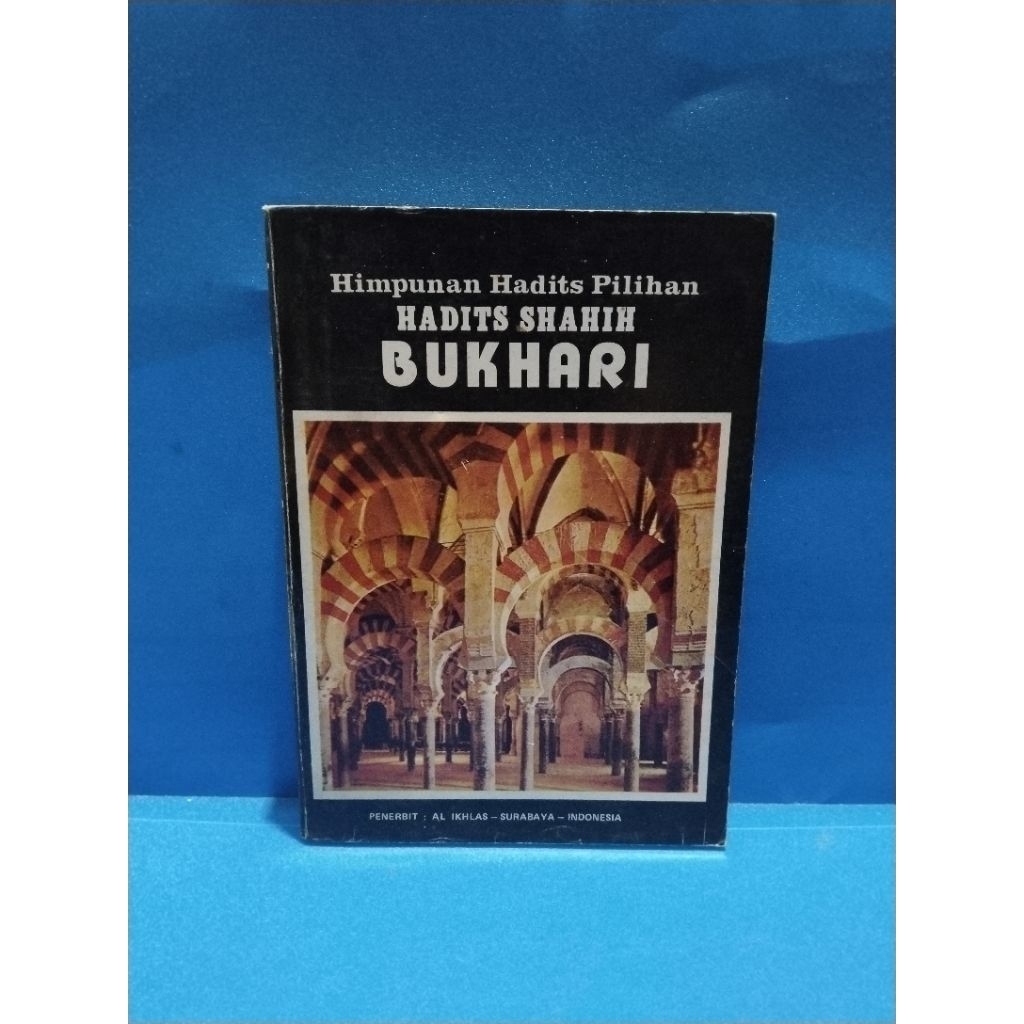 Himpunan Hadits Pilihan
HADITS SHAHIH
BUKHARI
PENERBIT : AL IKHLAS – SURABAYA – INDONESIA